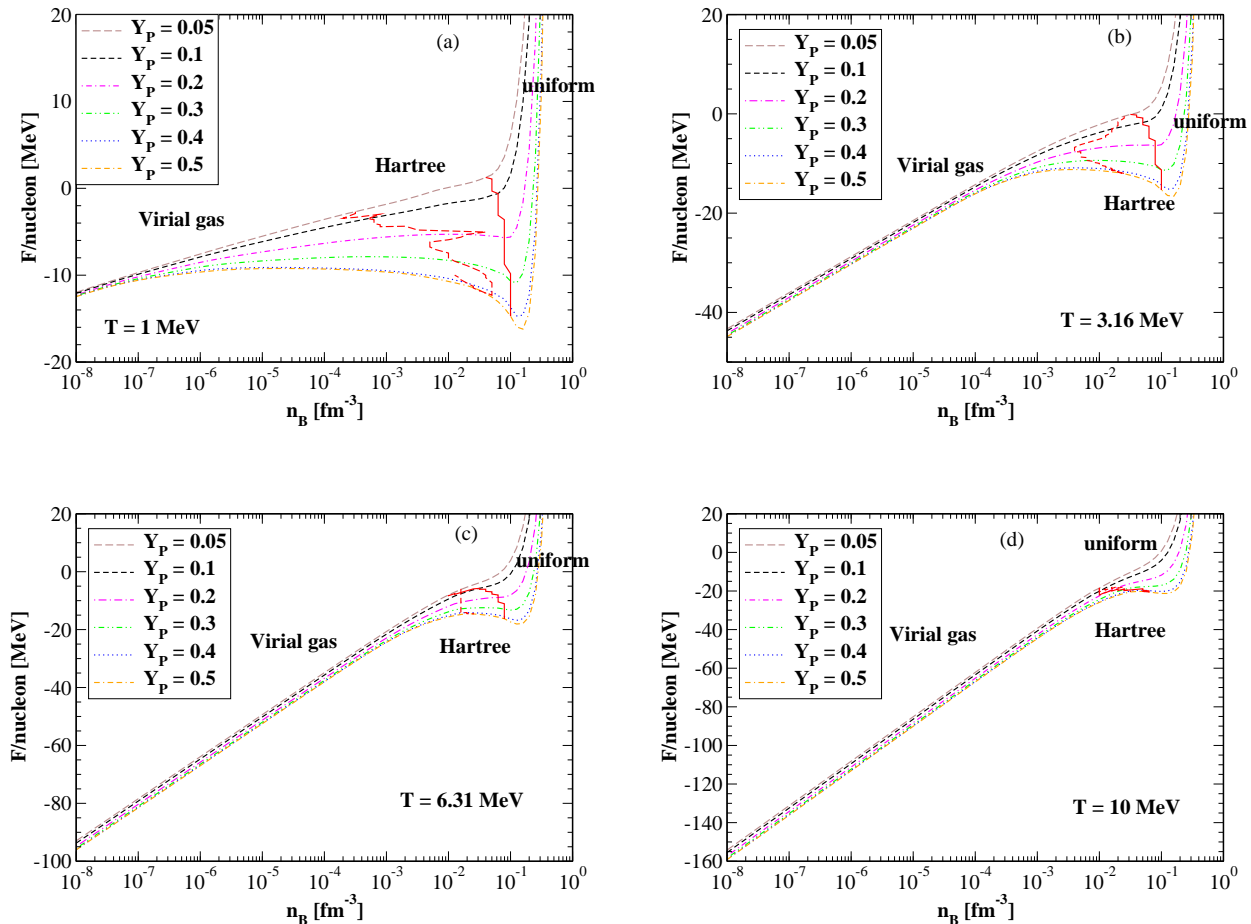 (a)
Y_P = 0.05
Y_P = 0.1
Y_P = 0.2
Y_P = 0.3
Y_P = 0.4
Y_P = 0.5
uniform
Hartree
Virial gas
T = 1 MeV
F/nucleon [MeV]
20
10
0
-10
-20
10^-8 10^-7 10^-6 10^-5 10^-4 10^-3 10^-2 10^-1 10^0
n_B [fm^-3]
(b)
Y_P = 0.05
Y_P = 0.1
Y_P = 0.2
Y_P = 0.3
Y_P = 0.4
Y_P = 0.5
uniform
Virial gas
Hartree
T = 3.16 MeV
F/nucleon [MeV]
20
0
-20
-40
10^-8 10^-7 10^-6 10^-5 10^-4 10^-3 10^-2 10^-1 10^0
n_B [fm^-3]
(c)
Y_P = 0.05
Y_P = 0.1
Y_P = 0.2
Y_P = 0.3
Y_P = 0.4
Y_P = 0.5
uniform
Virial gas
Hartree
T = 6.31 MeV
F/nucleon [MeV]
20
0
-20
-40
-60
-80
-100
10^-8 10^-7 10^-6 10^-5 10^-4 10^-3 10^-2 10^-1 10^0
n_B [fm^-3]
(d)
Y_P = 0.05
Y_P = 0.1
Y_P = 0.2
Y_P = 0.3
Y_P = 0.4
Y_P = 0.5
uniform
Virial gas
Hartree
T = 10 MeV
F/nucleon [MeV]
20
0
-20
-40
-60
-80
-100
-120
-140
-160
10^-8 10^-7 10^-6 10^-5 10^-4 10^-3 10^-2 10^-1 10^0
n_B [fm^-3]